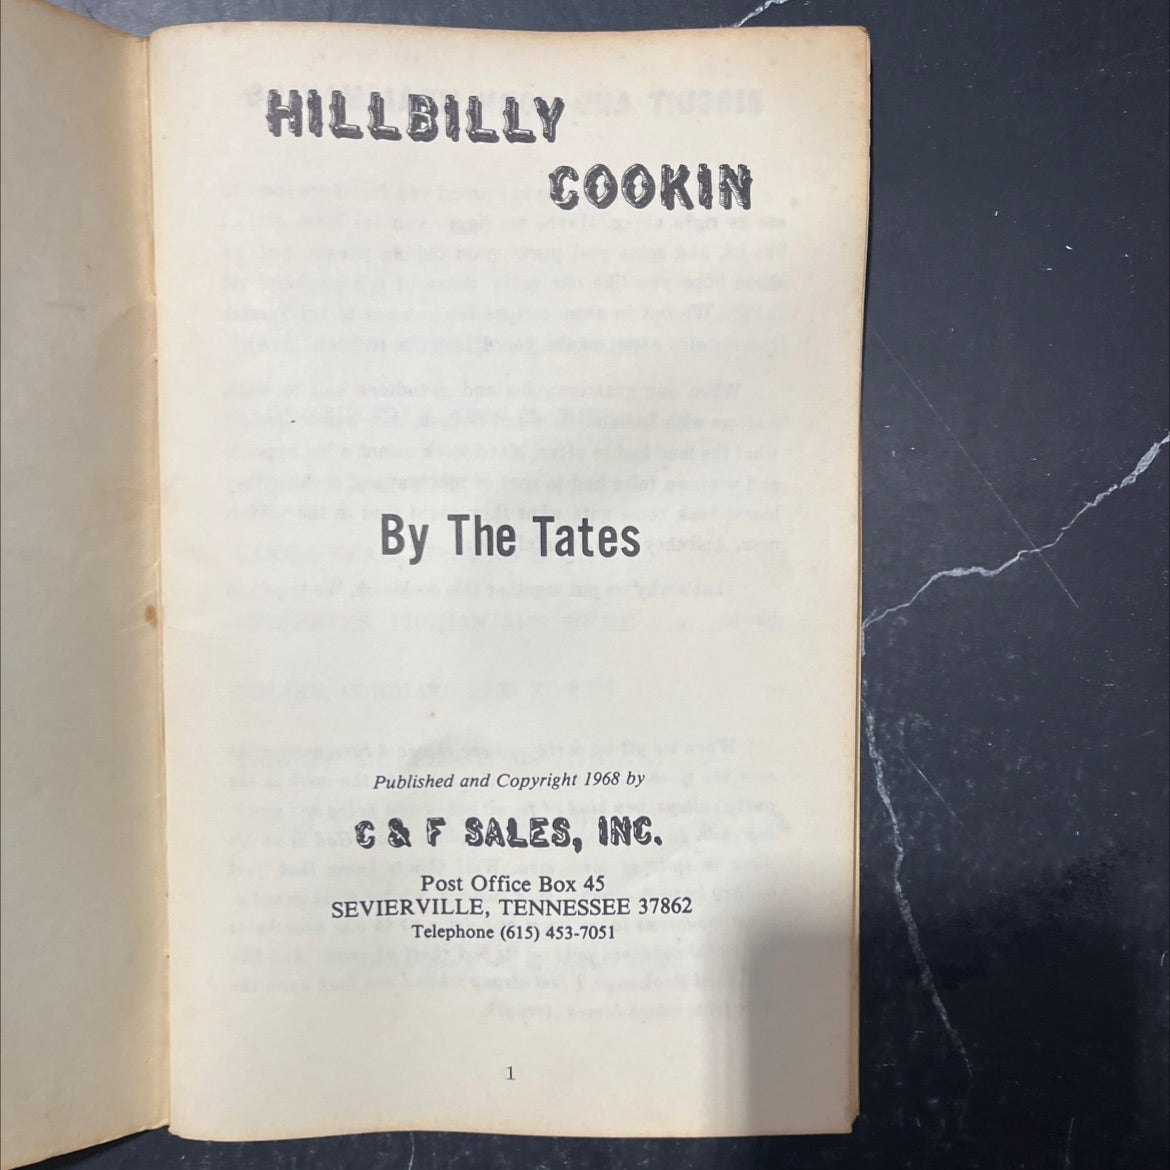 HILLBILLY
COOKIN
By The Tates
Published and Copyright 1968 by
C & F SALES, INC.
Post Office Box 45
SEVIERVILLE, TENNESSEE 37862
Telephone (615) 453-7051
1